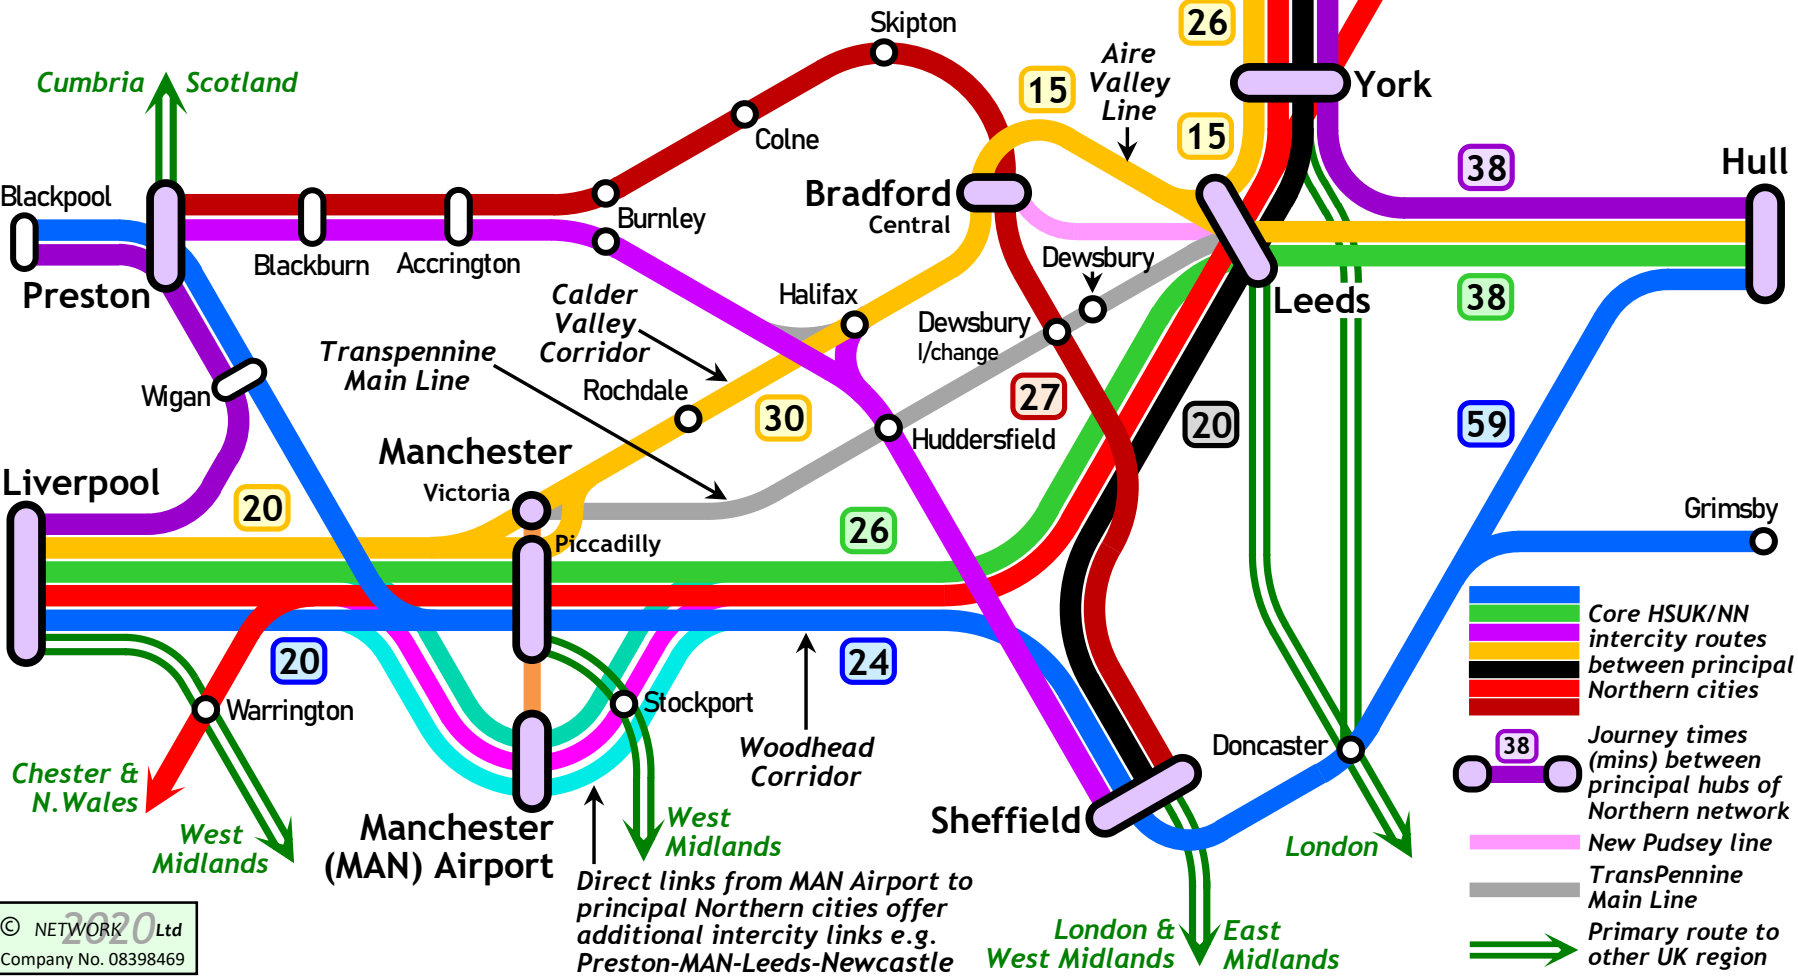 Skipton
26
Aire
Valley
Line
York
Cumbria
Scotland
15
15
Colne
Hull
38
Blackpool
Bradford
Central
Burnley
Blackburn
Accrington
Preston
Dewsbury
Leeds
38
Calder
Valley
Corridor
Halifax
Dewsbury
I/change
Transpennine
Main Line
Wigan
Rochdale
30
27
20
59
Huddersfield
Manchester
Victoria
Liverpool
20
26
Piccadilly
Grimsby
Core HSUK/NN
intercity routes
between principal
Northern cities
20
24
Warrington
Stockport
Woodhead
Corridor
Doncaster
38
Journey times
(mins) between
principal hubs of
Northern network
Chester &
N.Wales
West
Midlands
Manchester
(MAN) Airport
West
Midlands
Sheffield
London
New Pudsey line
TransPennine
Main Line
Direct links from MAN Airport to
principal Northern cities offer
additional intercity links e.g.
Preston-MAN-Leeds-Newcastle
London &
West Midlands
East
Midlands
Primary route to
other UK region
© NETWORK 2020 Ltd
Company No. 08398469